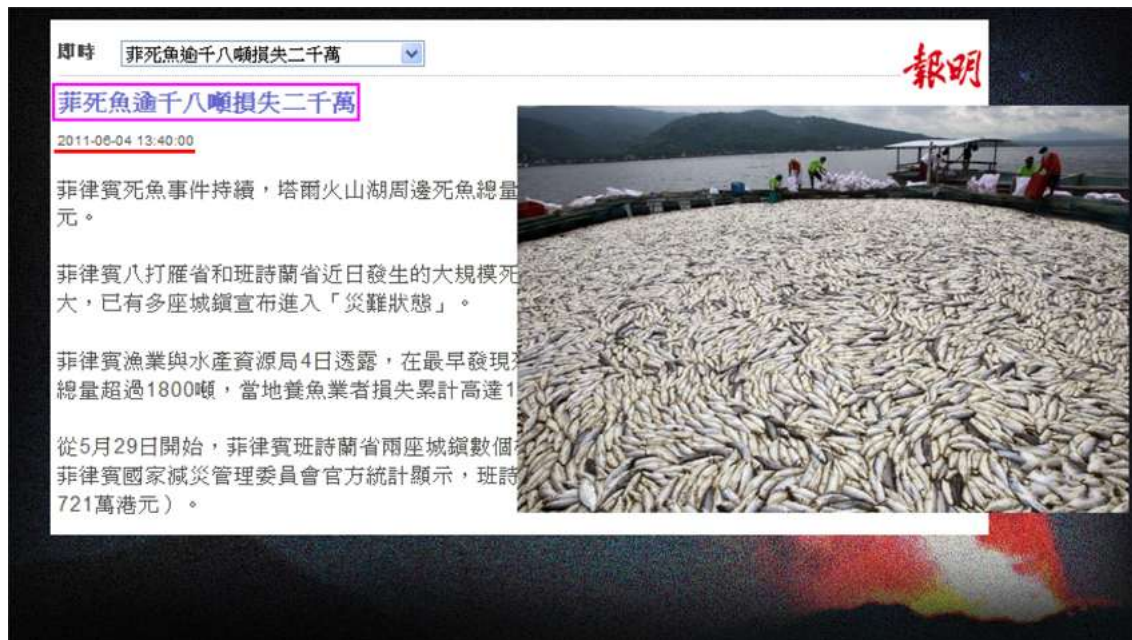 即時 菲死魚逾千八噸損失二千萬
報明
菲死魚逾千八噸損失二千萬
2011-06-04 13:40:00
菲律賓死魚事件持續，塔爾火山湖周邊死魚總量
元。
菲律賓八打雁省和班詩蘭省近日發生的大規模死
大，已有多座城鎮宣布進入「災難狀態」。
菲律賓漁業與水產資源局4日透露，在最早發現
總量超過1800噸，當地養魚業者損失累計高達1
從5月29日開始，菲律賓班詩蘭省兩座城鎮數個
菲律賓國家減災管理委員會官方統計顯示，班詩
721萬港元）。